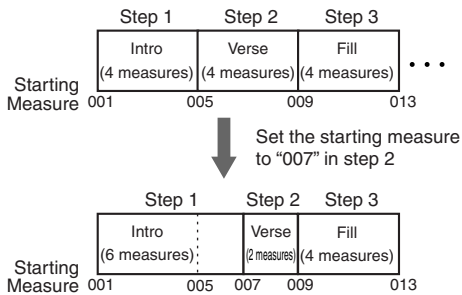 Step 1 Step 2 Step 3
Intro Verse Fill
(4 measures) (4 measures) (4 measures) • • •
Starting
Measure 001 005 009 013
Set the starting measure
to “007” in step 2
Step 1 Step 2 Step 3
Intro Verse Fill
(6 measures) (2 measures) (4 measures)
Starting
Measure 001 005 007 009 013